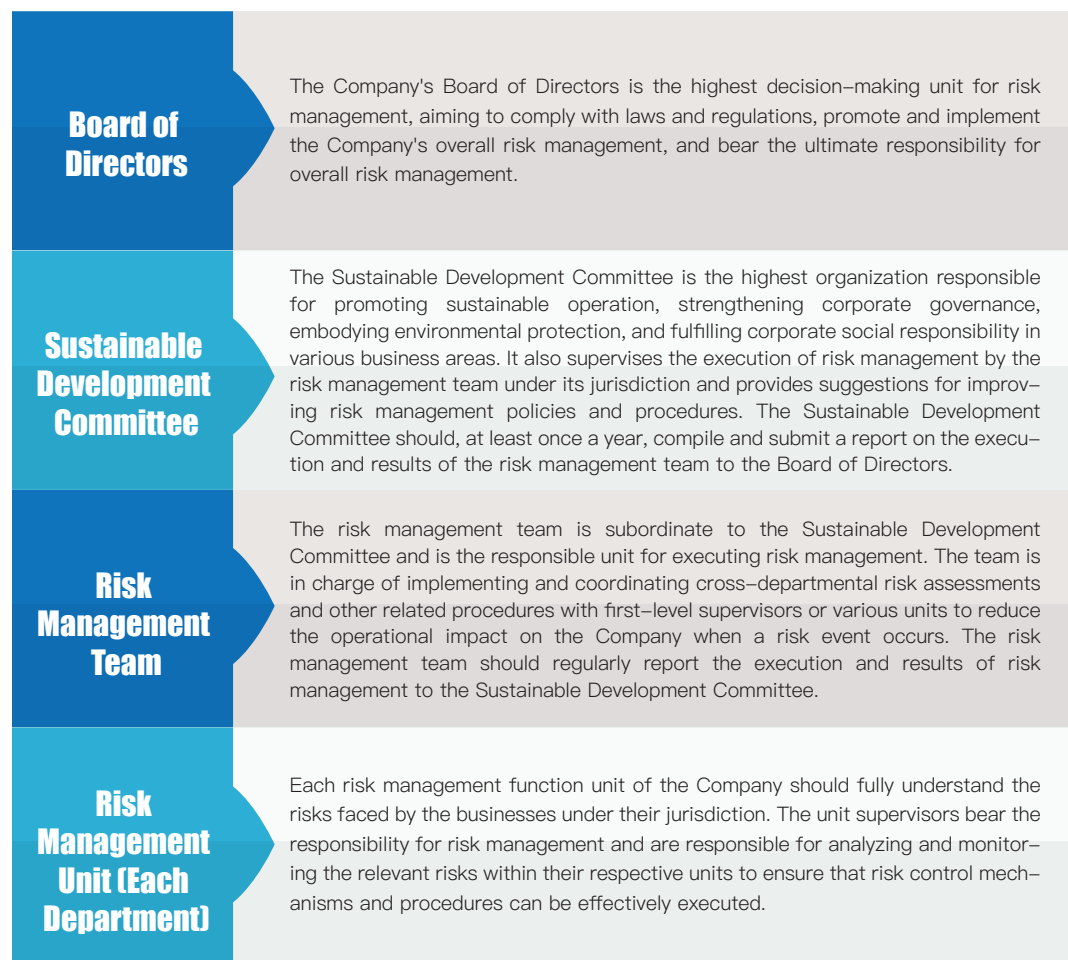 Board of
Directors
The Company's Board of Directors is the highest decision-making unit for risk
management, aiming to comply with laws and regulations, promote and implement
the Company's overall risk management, and bear the ultimate responsibility for
overall risk management.
Sustainable
Development
Committee
The Sustainable Development Committee is the highest organization responsible
for promoting sustainable operation, strengthening corporate governance,
embodying environmental protection, and fulfilling corporate social responsibility in
various business areas. It also supervises the execution of risk management by the
risk management team under its jurisdiction and provides suggestions for improv-
ing risk management policies and procedures. The Sustainable Development
Committee should, at least once a year, compile and submit a report on the execu-
tion and results of the risk management team to the Board of Directors.
Risk
Management
Team
The risk management team is subordinate to the Sustainable Development
Committee and is the responsible unit for executing risk management. The team is
in charge of implementing and coordinating cross-departmental risk assessments
and other related procedures with first-level supervisors or various units to reduce
the operational impact on the Company when a risk event occurs. The risk
management team should regularly report the execution and results of risk
management to the Sustainable Development Committee.
Risk
Management
Unit (Each
Department)
Each risk management function unit of the Company should fully understand the
risks faced by the businesses under their jurisdiction. The unit supervisors bear the
responsibility for risk management and are responsible for analyzing and monitor-
ing the relevant risks within their respective units to ensure that risk control mech-
anisms and procedures can be effectively executed.